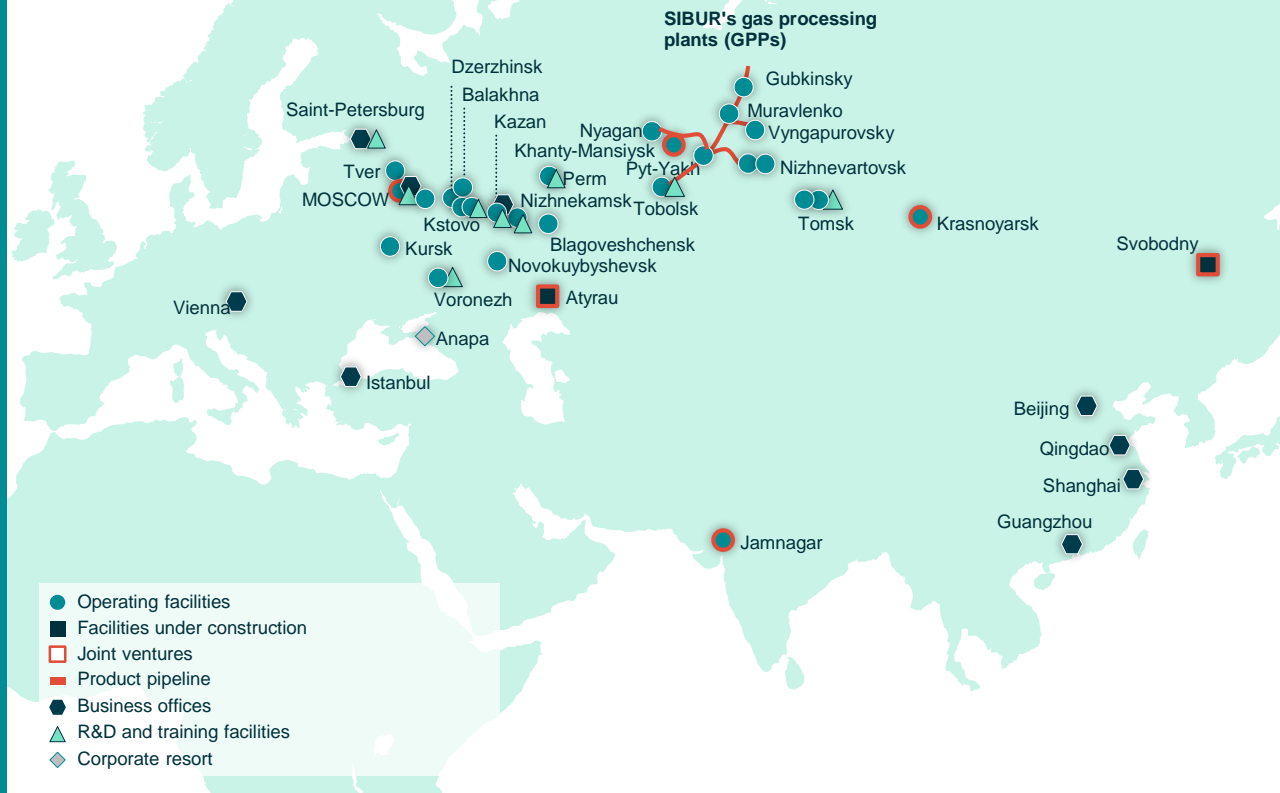 SIBUR's gas processing
plants (GPPs)
Dzerzhinsk
Gubkinsky
Balakhna
Saint-Petersburg
Muravlenko
Kazan
Nyagan
Vyngapurovsky
Khanty-Mansiysk
Tver
Pyt-Yakh
Nizhnevartovsk
Perm
MOSCOW
Nizhnekamsk
Tobolsk
Kstovo
Tomsk
Krasnoyarsk
Kursk
Blagoveshchensk
Svobodny
Novokuybyshevsk
Voronezh
Atyrau
Vienna
Anapa
Istanbul
Beijing
Qingdao
Shanghai
Guangzhou
Jamnagar
Operating facilities
Facilities under construction
Joint ventures
Product pipeline
Business offices
R&D and training facilities
Corporate resort